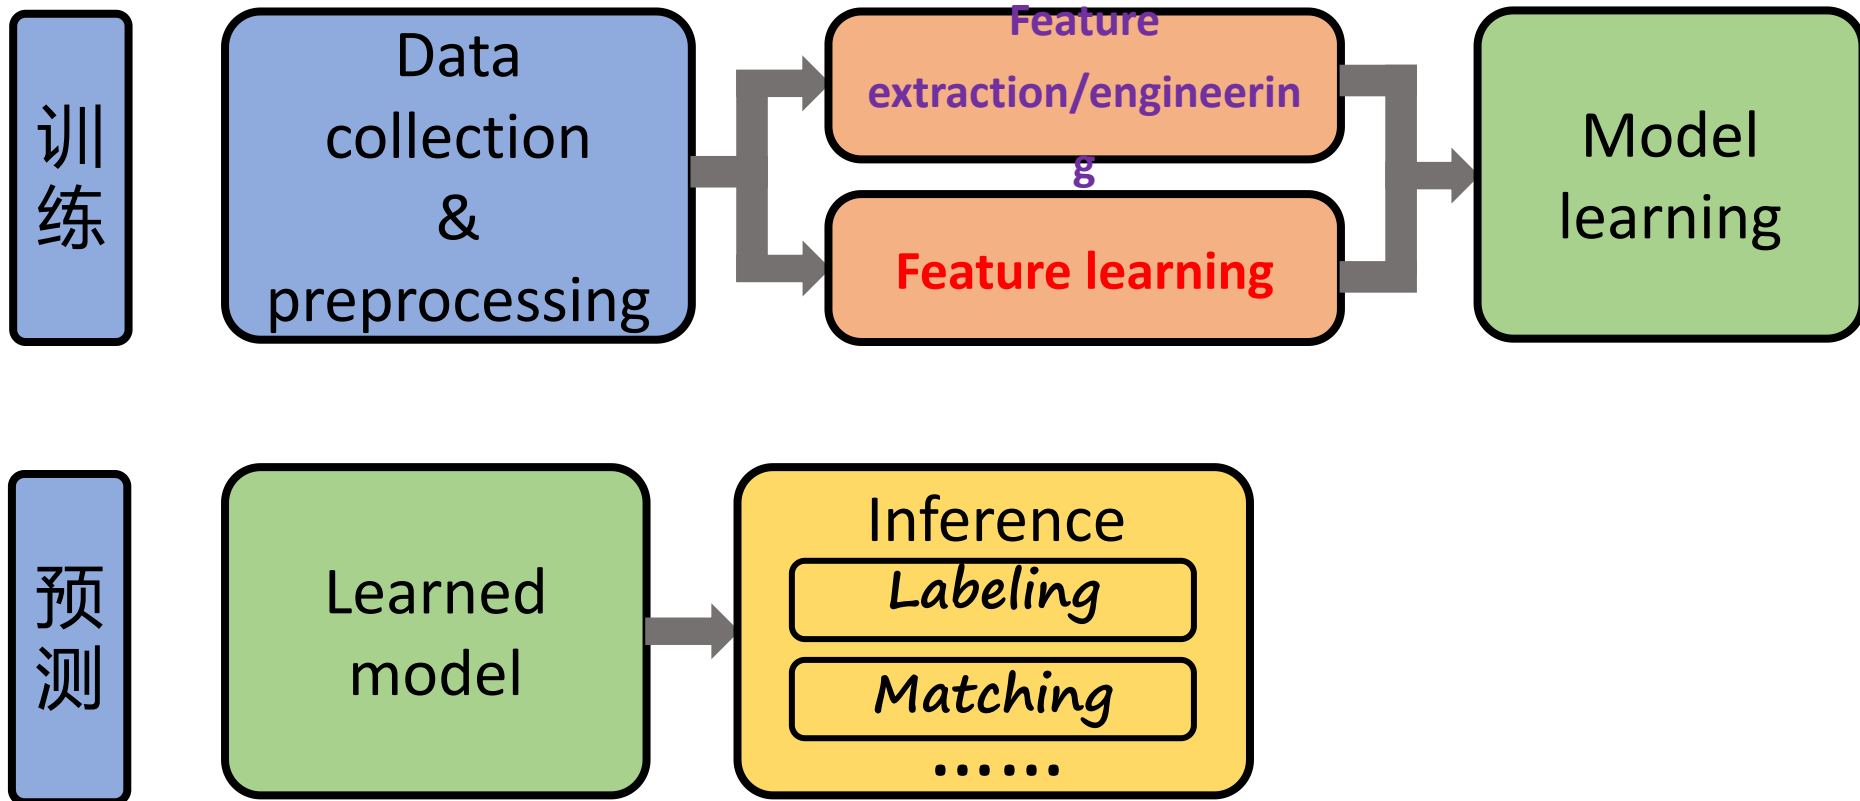 训
练
Data
collection
&
preprocessing
Feature
extraction/engineerin
g
Feature learning
Model
learning
预
测
Learned
model
Inference
Labeling
Matching
……